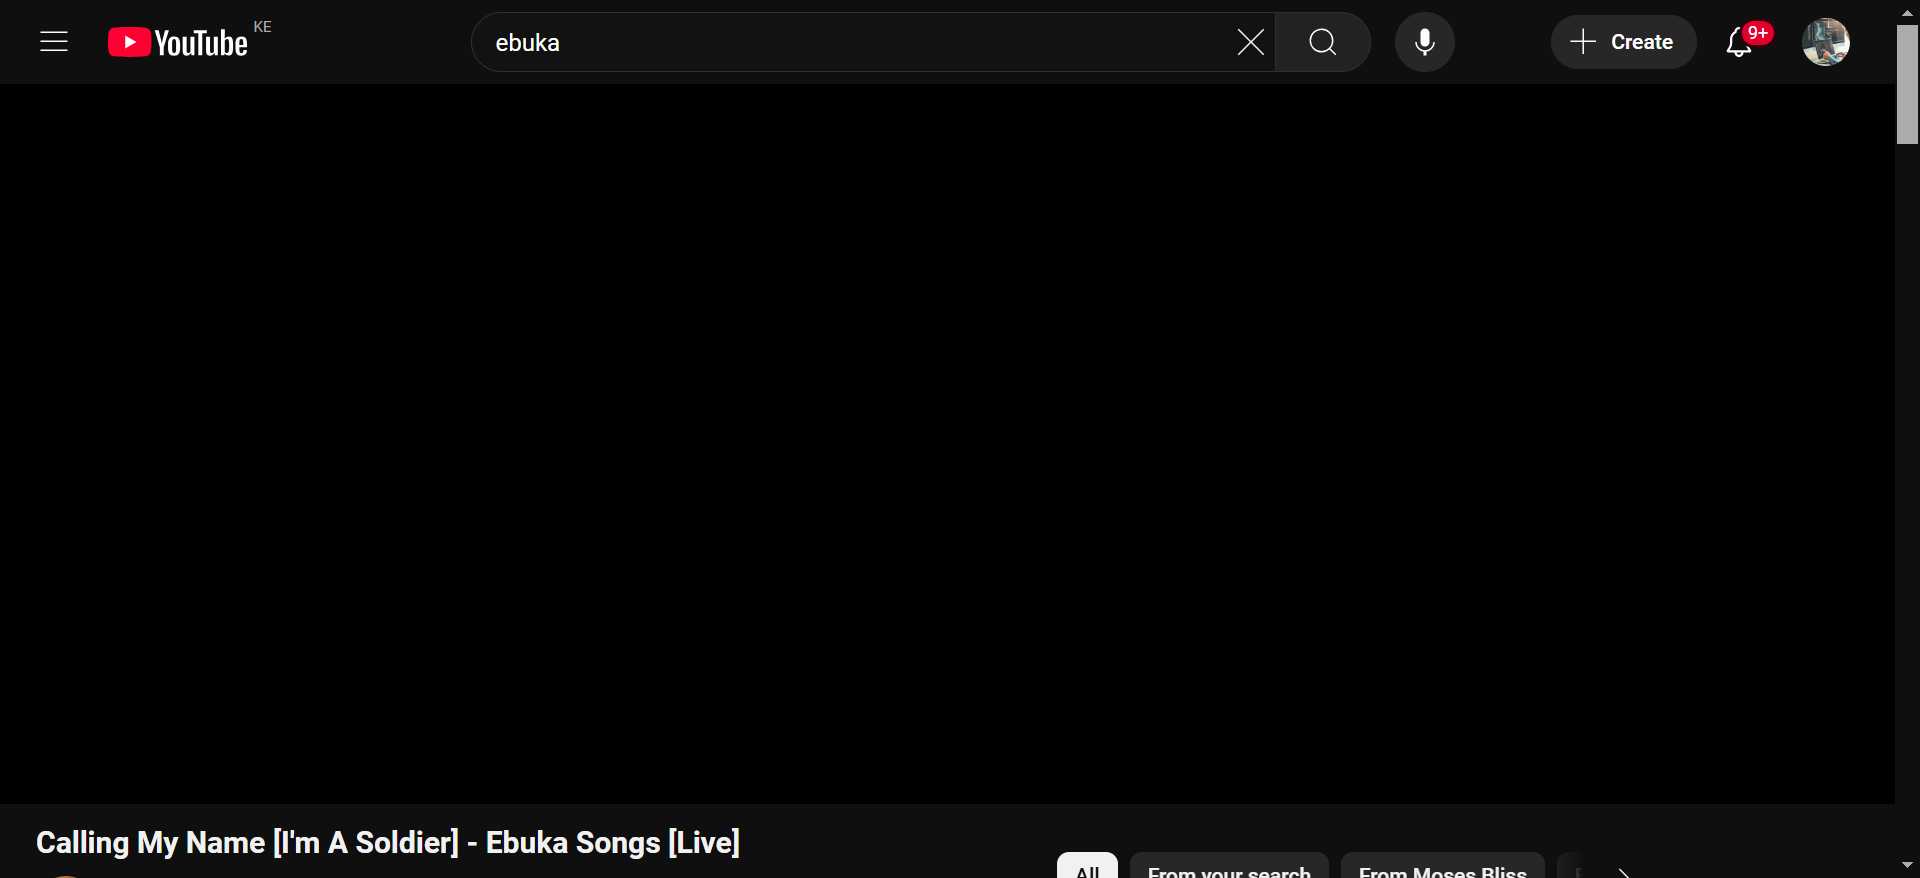 YouTube KE
ebuka
Create
9+
Calling My Name [I'm A Soldier] - Ebuka Songs [Live]
All From your search From Moses Bliss